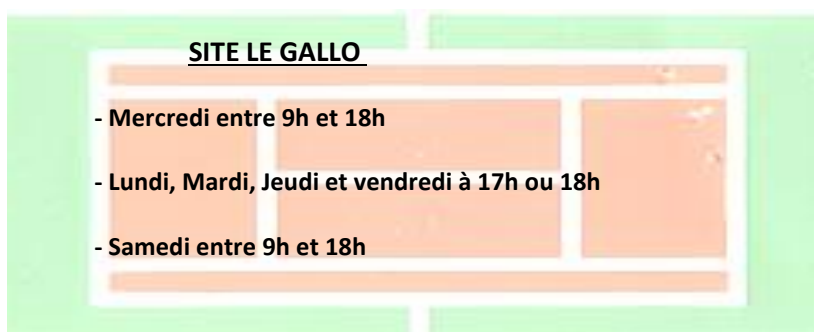 SITE LE GALLO
- Mercredi entre 9h et 18h
- Lundi, Mardi, Jeudi et vendredi à 17h ou 18h
- Samedi entre 9h et 18h